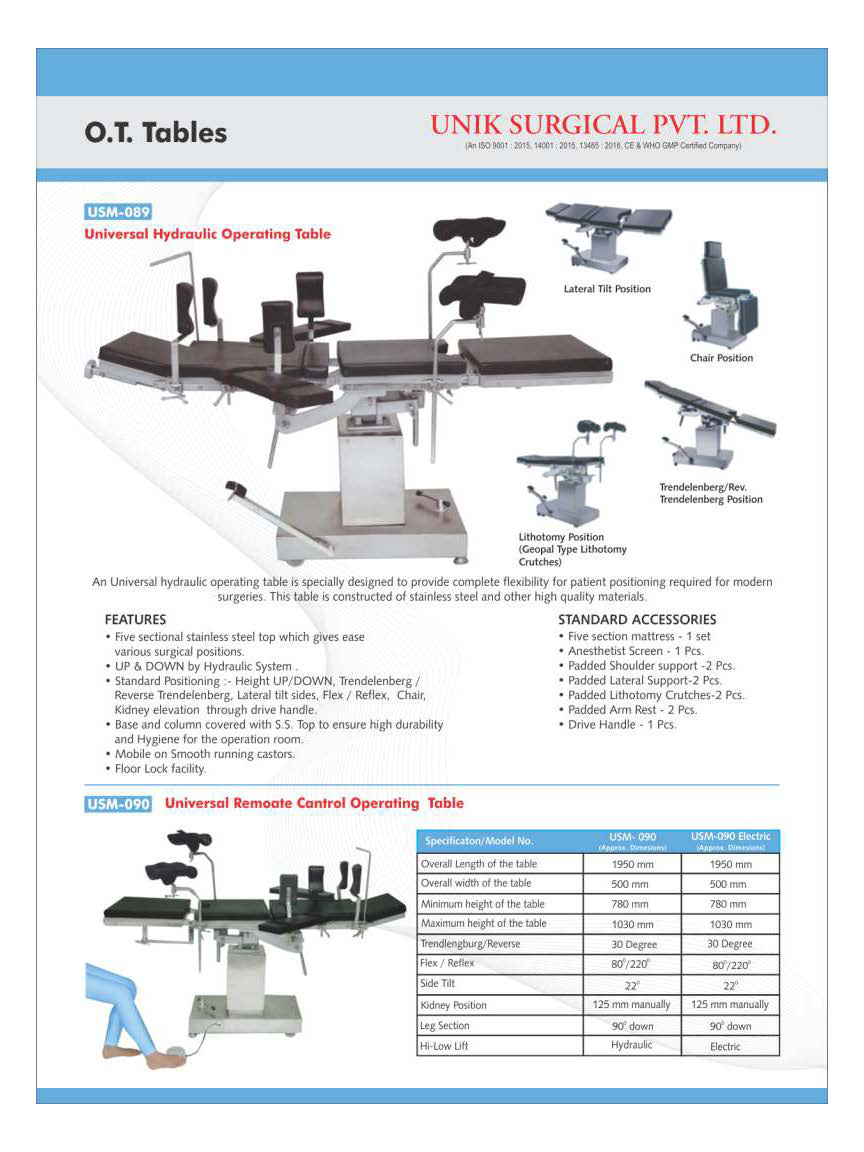 O.T. Tables
UNIK SURGICAL PVT. LTD.
(An ISO 9001 : 2015, 14001 : 2015, 13485 : 2016, CE & WHO GMP Certified Company)
USM-089
Universal Hydraulic Operating Table
Lateral Tilt Position
Chair Position
Trendelenberg/Rev.
Trendelenberg Position
Lithotomy Position
(Geopal Type Lithotomy
Crutches)
An Universal hydraulic operating table is specially designed to provide complete flexibility for patient positioning required for modern
surgeries. This table is constructed of stainless steel and other high quality materials.
FEATURES
• Five sectional stainless steel top which gives ease
various surgical positions.
• UP & DOWN by Hydraulic System .
• Standard Positioning :- Height UP/DOWN, Trendelenberg /
Reverse Trendelenberg, Lateral tilt sides, Flex / Reflex, Chair,
Kidney elevation through drive handle.
• Base and column covered with S.S. Top to ensure high durability
and Hygiene for the operation room.
• Mobile on Smooth running castors.
• Floor Lock facility.
STANDARD ACCESSORIES
• Five section mattress - 1 set
• Anesthetist Screen - 1 Pcs.
• Padded Shoulder support -2 Pcs.
• Padded Lateral Support-2 Pcs.
• Padded Lithotomy Crutches-2 Pcs.
• Padded Arm Rest - 2 Pcs.
• Drive Handle - 1 Pcs.
USM-090 Universal Remoate Cantrol Operating Table
Specificaton/Model No. USM- 090 USM-090 Electric
(Approx. Dimesions) (Approx. Dimesions)
Overall Length of the table 1950 mm 1950 mm
Overall width of the table 500 mm 500 mm
Minimum height of the table 780 mm 780 mm
Maximum height of the table 1030 mm 1030 mm
Trendlengburg/Reverse 30 Degree 30 Degree
Flex / Reflex 80⁰/220⁰ 80⁰/220⁰
Side Tilt 22⁰ 22⁰
Kidney Position 125 mm manually 125 mm manually
Leg Section 90⁰ down 90⁰ down
Hi-Low Lift Hydraulic Electric